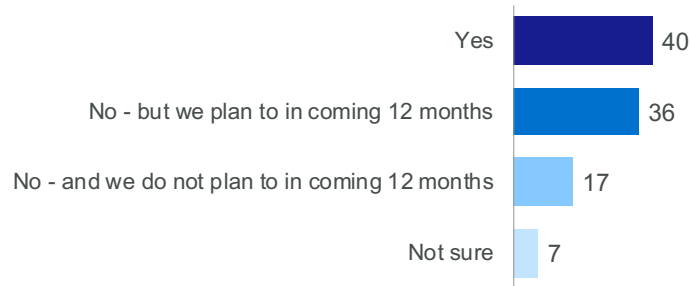 Yes 40
No - but we plan to in coming 12 months 36
No - and we do not plan to in coming 12 months 17
Not sure 7